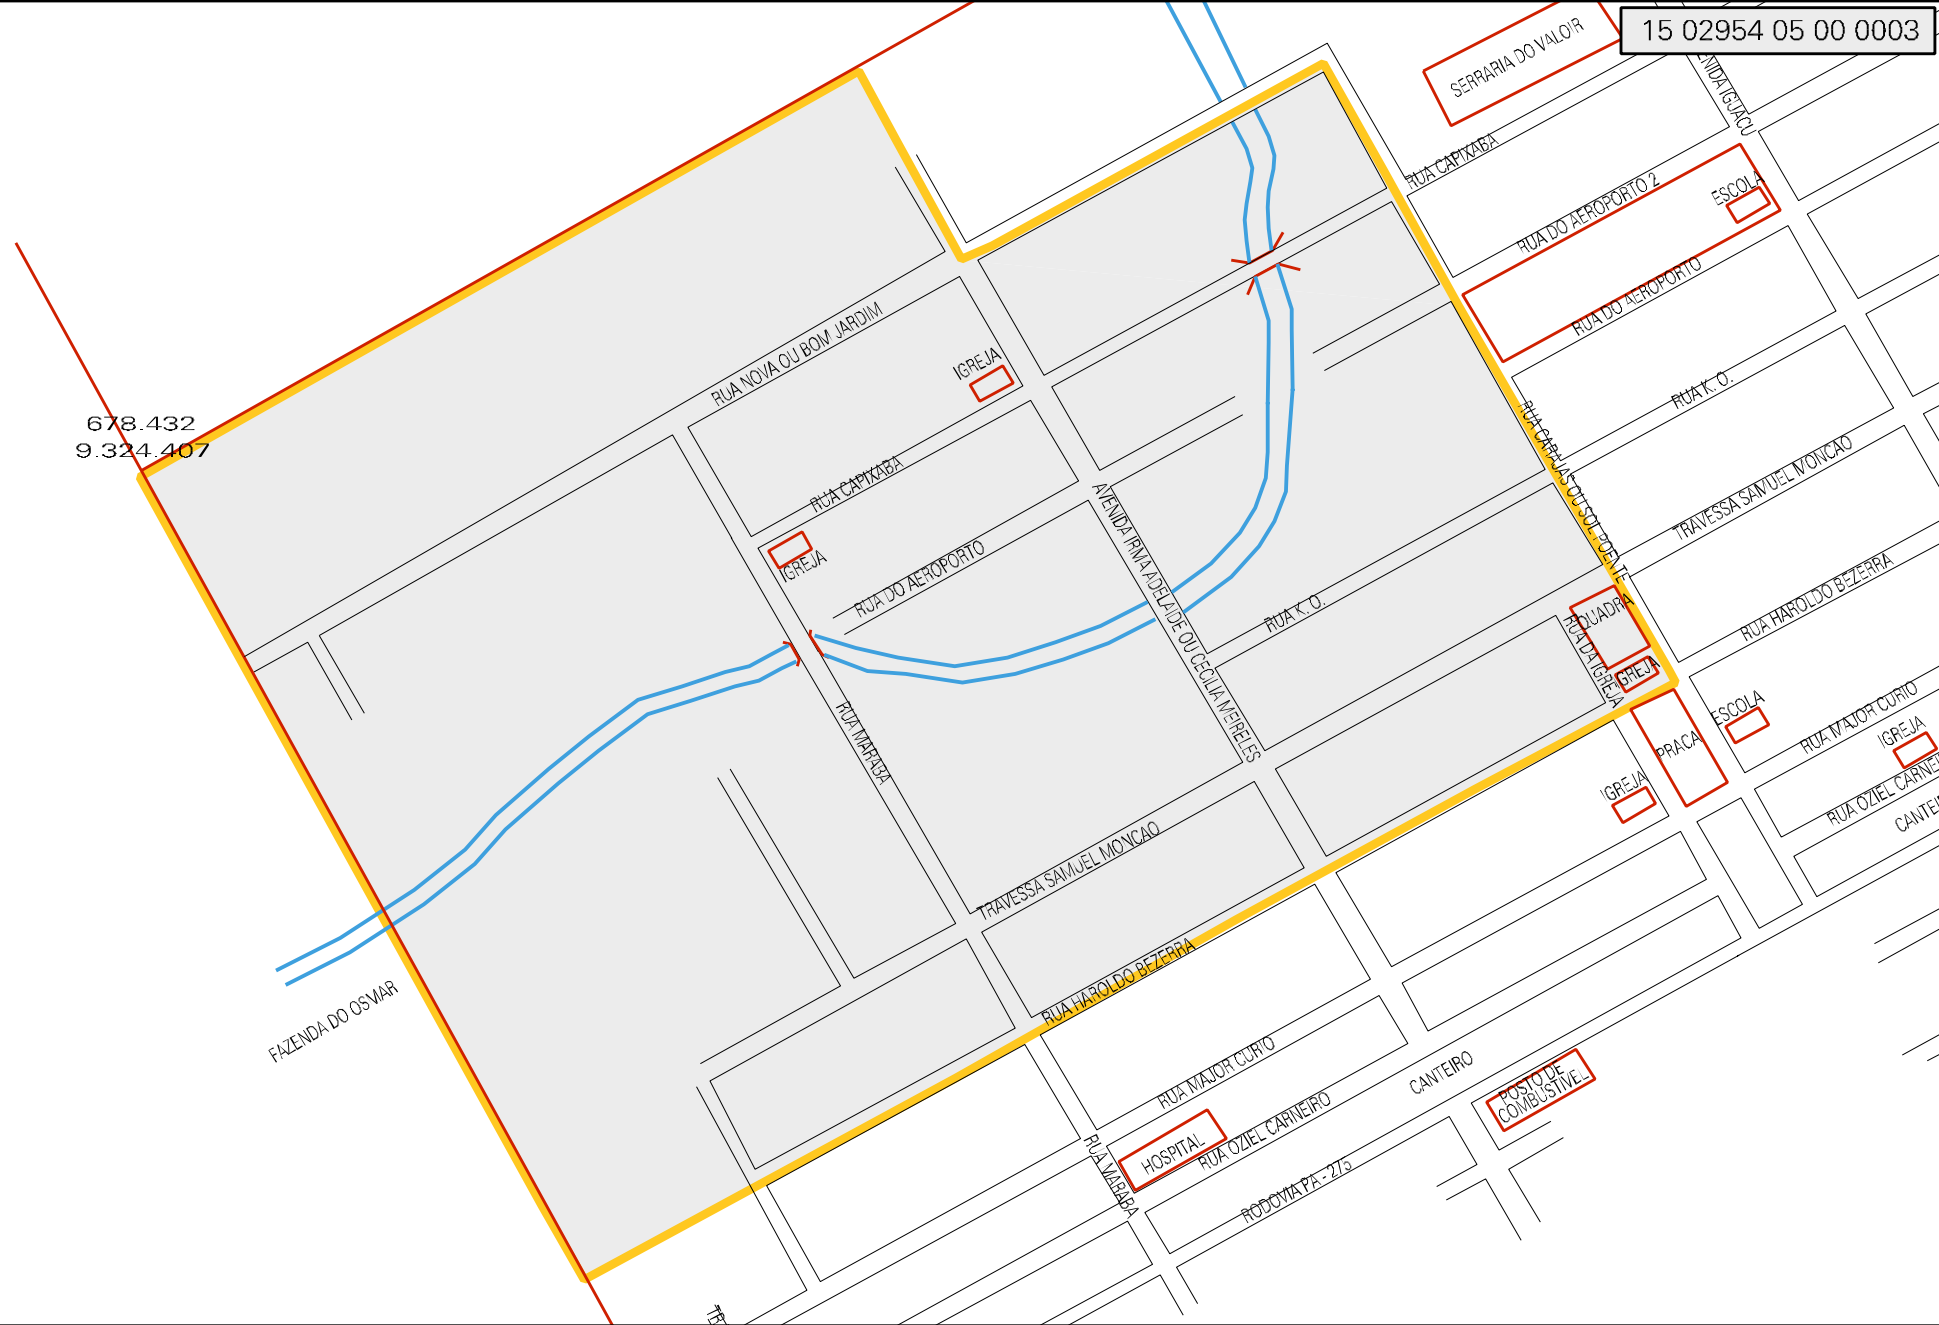 15 02954 05 00 0003
SERRARIA DO VALOIR
RUA CAPIXABA
RUA DO AEROPORTO 2
ESCOLA
RUA DO AEROPORTO
RUA K. O.
RUA CARAJAS OU SOL POENTE
TRAVESSA SAMUEL MONCAO
RUA HAROLDO BEZERRA
678.432
9.324.407
RUA NOVA OU BOM JARDIM
IGREJA
RUA CAPIXABA
IGREJA
RUA DO AEROPORTO
AVENIDA IRMA ADELAIDE OU CECILIA MEIRELES
RUA K. O.
QUADRA
RUA DA IGREJA
IGREJA
PRACA
ESCOLA
RUA MAJOR CURIO
IGREJA
IGREJA
RUA MARABA
TRAVESSA SAMUEL MONCAO
RUA HAROLDO BEZERRA
FAZENDA DO OSMAR
RUA MAJOR CURIO
CANTEIRO
POSTO DE
COMBUSTIVEL
RUA OZIEL CARNEIRO
HOSPITAL
RUA MARABA
RODOVIA PA - 275